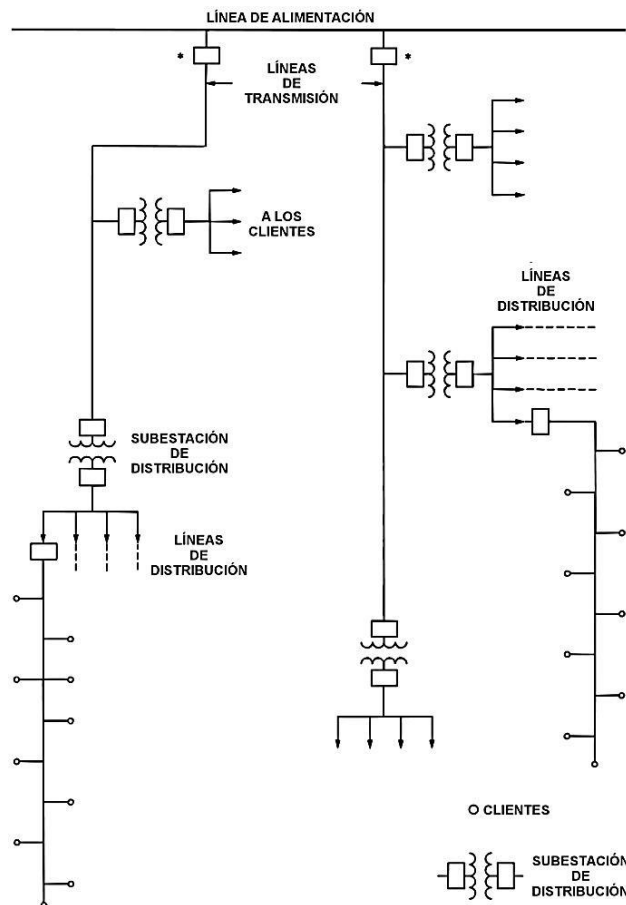 LÍNEA DE ALIMENTACIÓN
*
*
LÍNEAS
DE
TRANSMISIÓN
A LOS
CLIENTES
LÍNEAS
DE
DISTRIBUCIÓN
SUBESTACIÓN
DE
DISTRIBUCIÓN
LÍNEAS
DE
DISTRIBUCIÓN
CLIENTES
SUBESTACIÓN
DE
DISTRIBUCIÓN